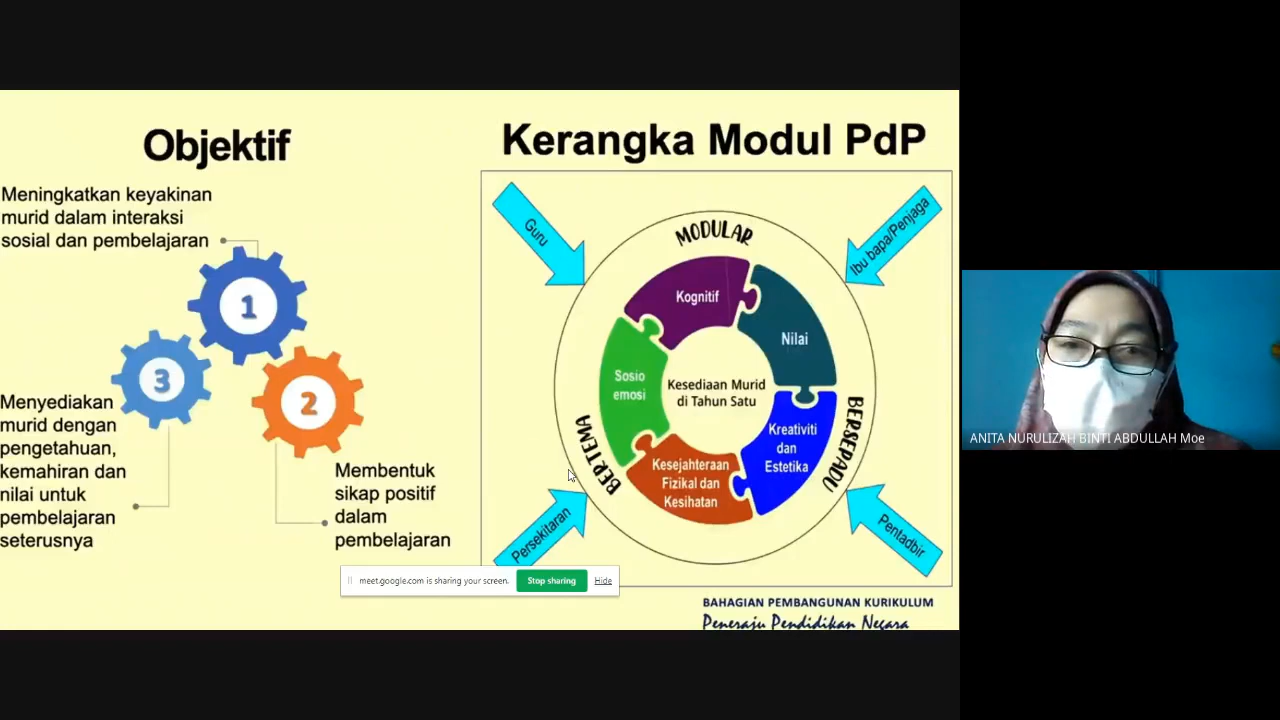 Objektif
Meningkatkan keyakinan
murid dalam interaksi
sosial dan pembelajaran
1
3
2
Menyediakan
murid dengan
pengetahuan,
kemahiran dan
nilai untuk
pembelajaran
seterusnya
Membentuk
sikap positif
dalam
pembelajaran
Kerangka Modul PdP
Guru
Ibu bapa/Penjaga
MODULAR
Kognitif
Nilai
Sosio
emosi
Kesediaan Murid
di Tahun Satu
Kreativiti
dan
Estetika
Kesejahteraan
Fizikal dan
Kesihatan
BERTEMA
BERSEPADU
Persekitaran
Pentadbir
meet.google.com is sharing your screen.
Stop sharing
Hide
BAHAGIAN PEMBANGUNAN KURIKULUM
Peneraju Pendidikan Negara
ANITA NURULIZAH BINTI ABDULLAH Moe